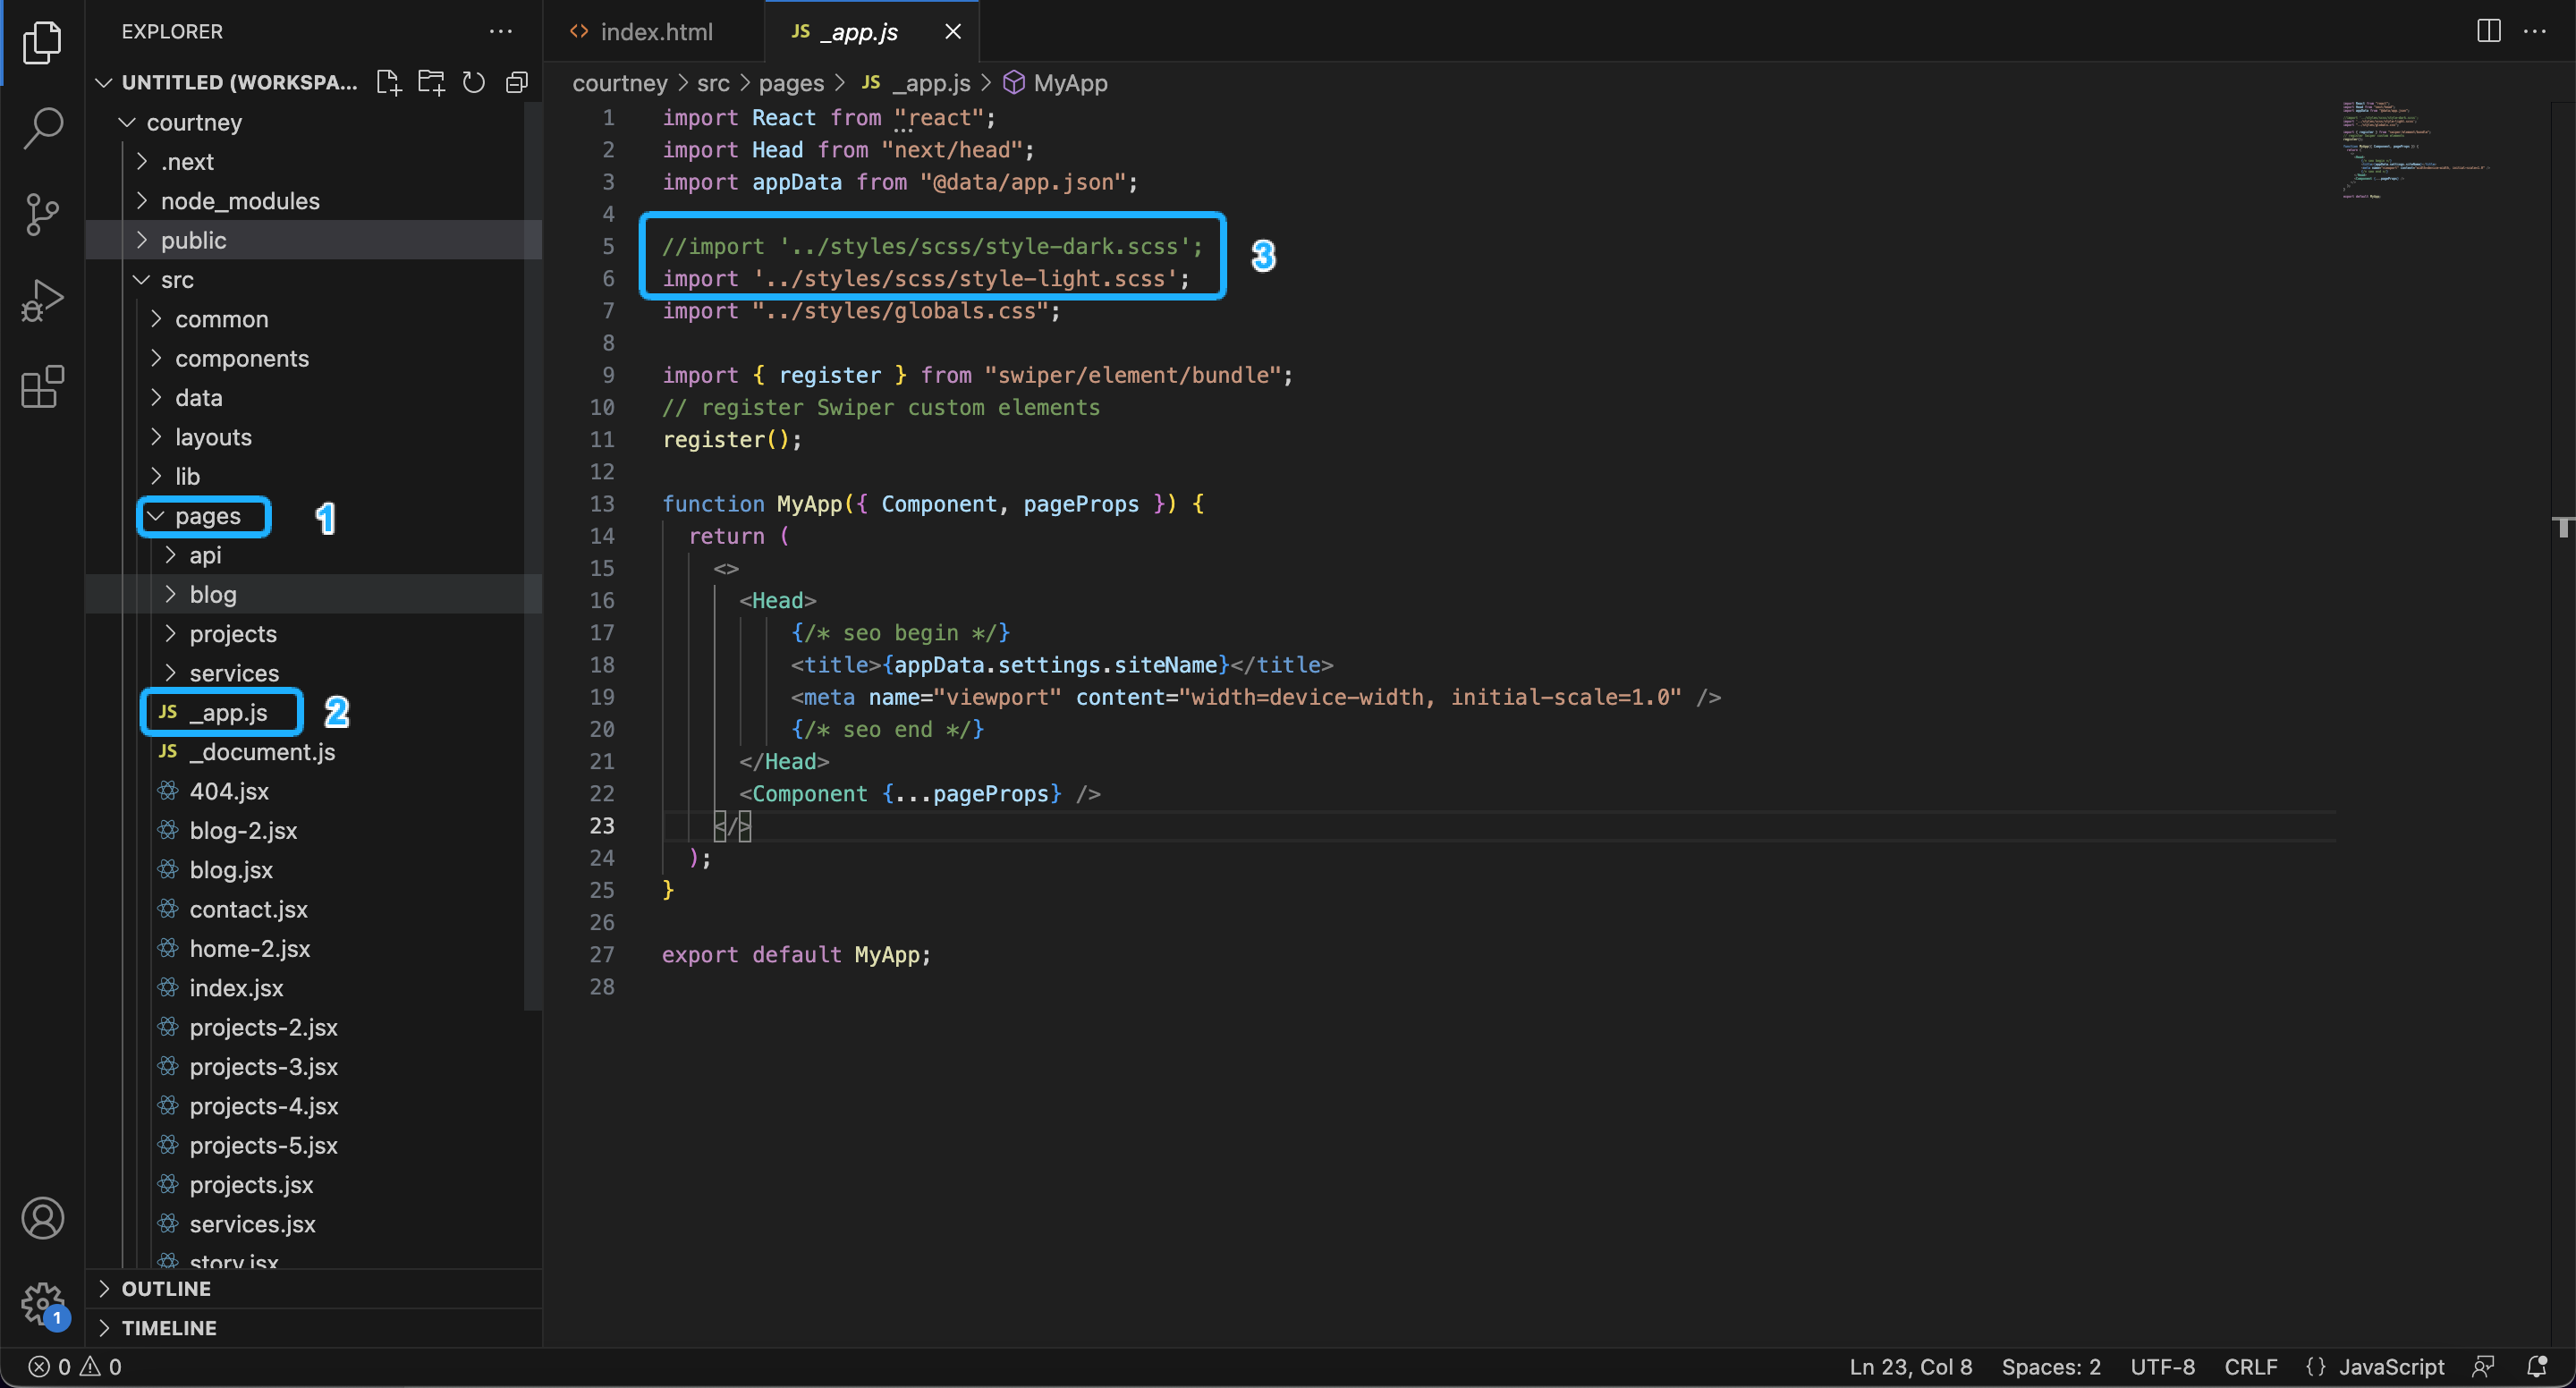 EXPLORER
UNTITLED (WORKSPA...
courtney
.next
node_modules
public
src
common
components
data
layouts
lib
pages 1
api
blog
projects
services
JS _app.js 2
JS _document.js
404.jsx
blog-2.jsx
blog.jsx
contact.jsx
home-2.jsx
index.jsx
projects-2.jsx
projects-3.jsx
projects-4.jsx
projects-5.jsx
projects.jsx
services.jsx
story.jsx
OUTLINE
TIMELINE
1
<> index.html
JS _app.js
courtney > src > pages > JS _app.js > MyApp
1 import React from "react";
2 import Head from "next/head";
3 import appData from "@data/app.json";
4
5 //import '../styles/scss/style-dark.scss';
6 import '../styles/scss/style-light.scss';
3
7 import "../styles/globals.css";
8
9 import { register } from "swiper/element/bundle";
10 // register Swiper custom elements
11 register();
12
13 function MyApp({ Component, pageProps }) {
14 return (
15 <>
16 <Head>
17 {/* seo begin */}
18 <title>{appData.settings.siteName}</title>
19 <meta name="viewport" content="width=device-width, initial-scale=1.0" />
20 {/* seo end */}
21 </Head>
22 <Component {...pageProps} />
23 </>
24 );
25 }
26
27 export default MyApp;
28
0 0
Ln 23, Col 8 Spaces: 2 UTF-8 CRLF {} JavaScript